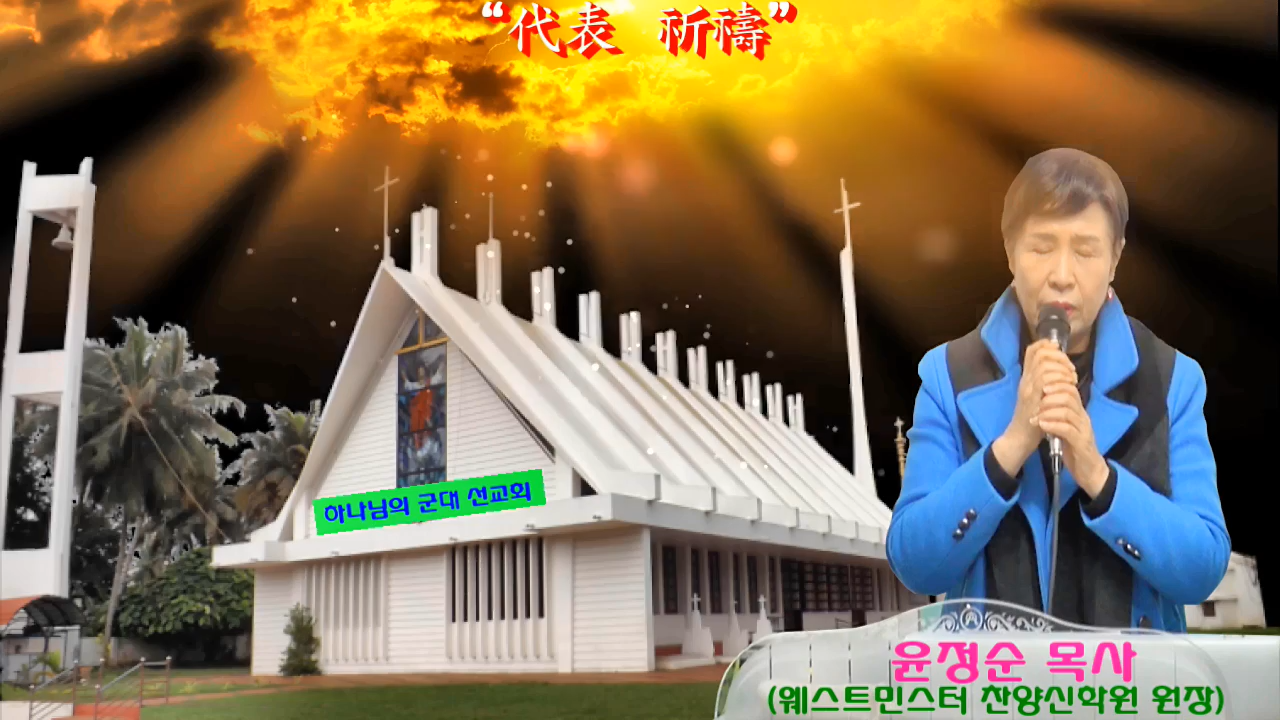 “代表 祈禱”
하나님의 군대 선교회
윤정순 목사
(웨스트민스터 찬양신학원 원장)